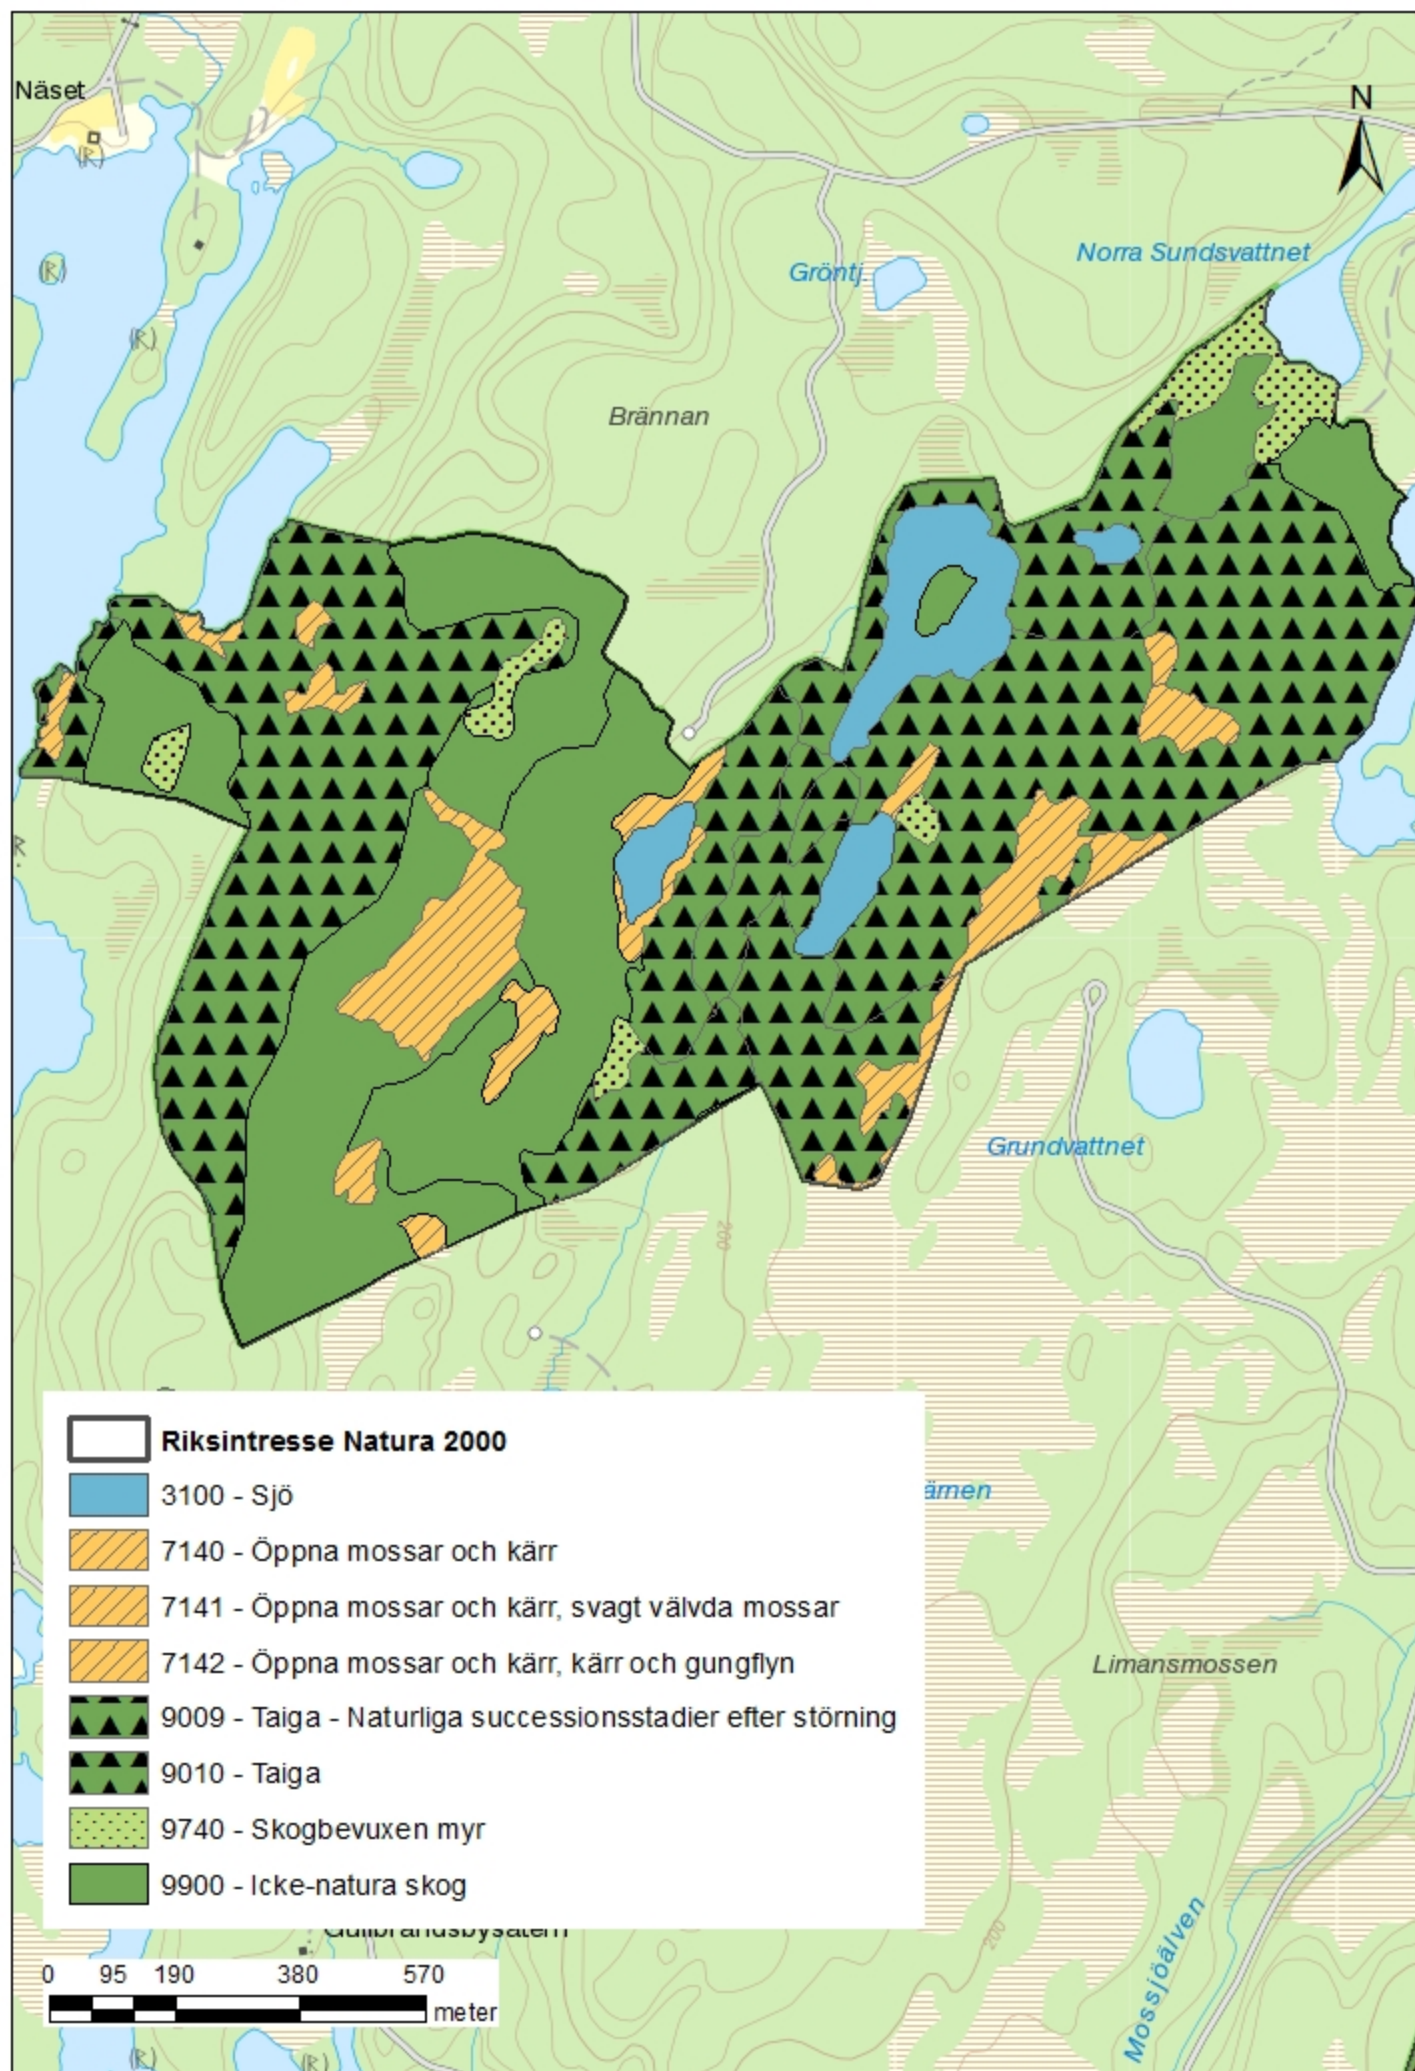 Näset
N
(R)
Norra Sundsvattnet
Gröntj.
(R)
(R)
Brännan
R.
Grundvattnet
200
Riksintresse Natura 2000
3100 - Sjö
ärnen
7140 - Öppna mossar och kärr
7141 - Öppna mossar och kärr, svagt välvda mossar
7142 - Öppna mossar och kärr, kärr och gungflyn
Limansmossen
9009 - Taiga - Naturliga successionsstadier efter störning
9010 - Taiga
9740 - Skogbevuxen myr
9900 - Icke-natura skog
200
0 95 190 380 570
meter
Mossjöälven
(R)
(R)